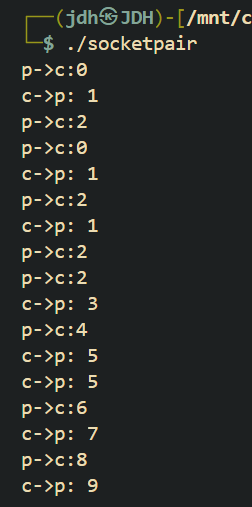 ┌──(jdh㉿JDH)-[/mnt/c
└─$ ./socketpair
p->c:0
c->p: 1
p->c:2
p->c:0
c->p: 1
p->c:2
c->p: 1
p->c:2
p->c:2
c->p: 3
p->c:4
c->p: 5
c->p: 5
p->c:6
c->p: 7
p->c:8
c->p: 9